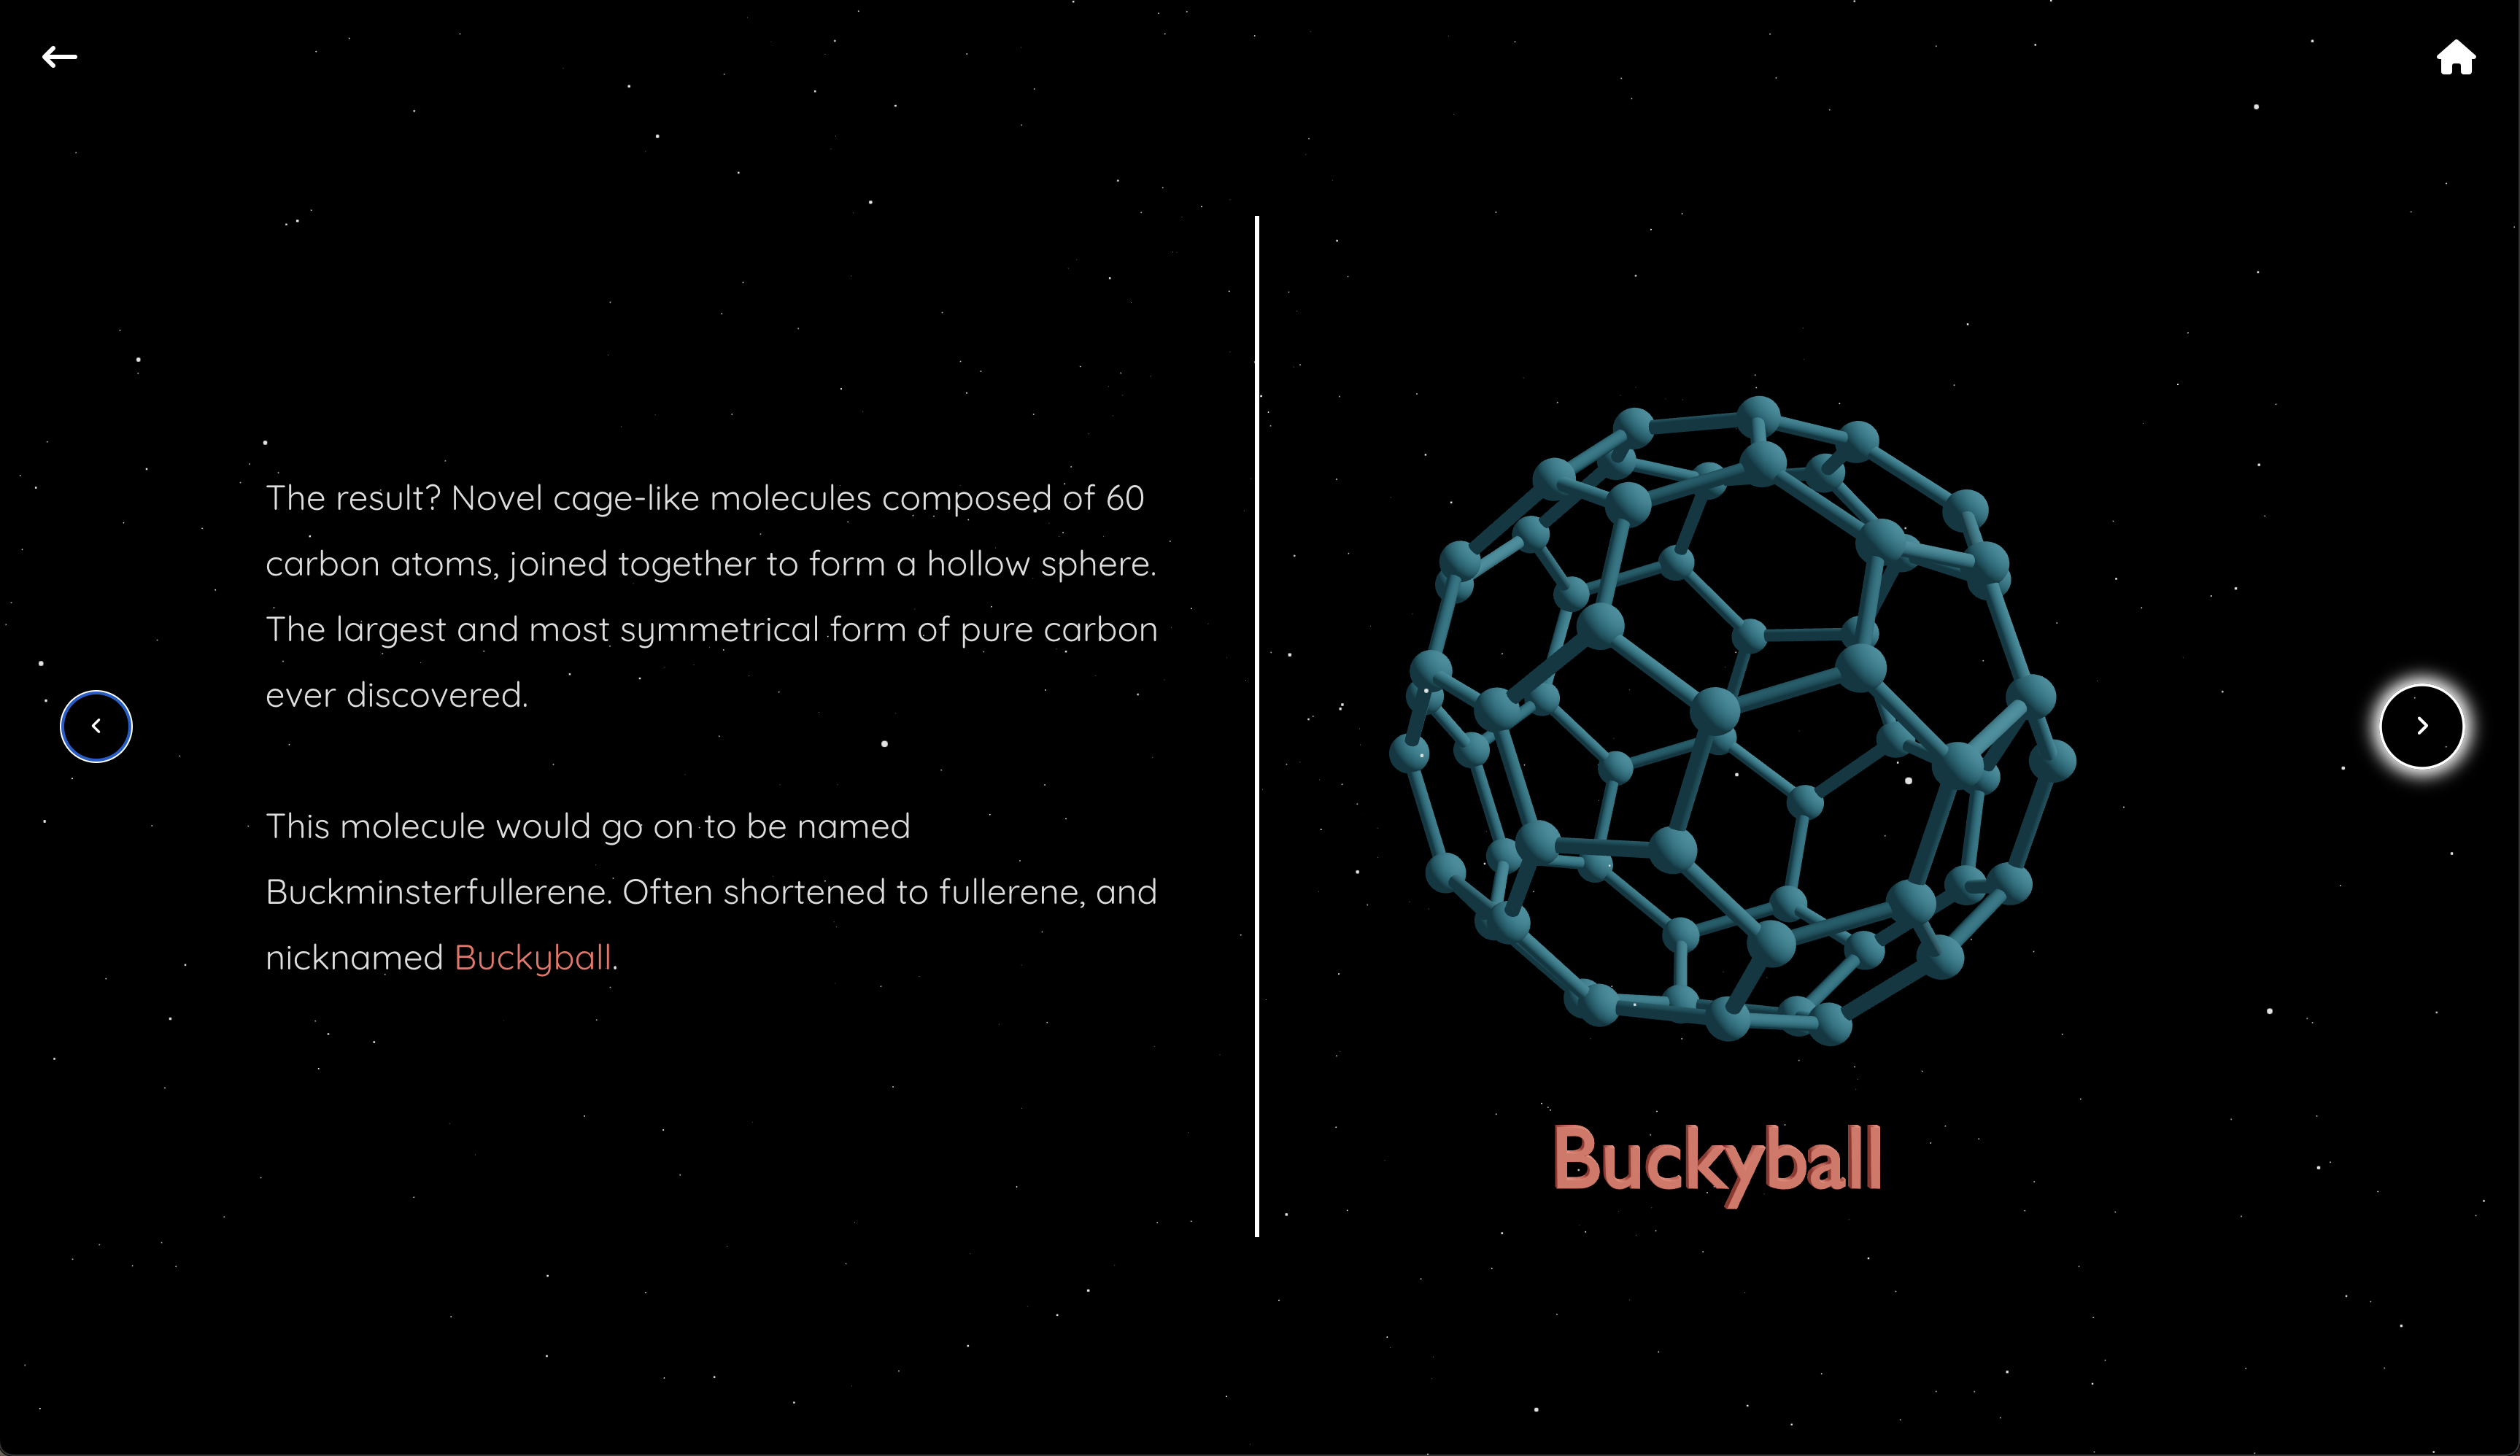 The result? Novel cage-like molecules composed of 60
carbon atoms, joined together to form a hollow sphere.
The largest and most symmetrical form of pure carbon
ever discovered.
This molecule would go on to be named
Buckminsterfullerene. Often shortened to fullerene, and
nicknamed Buckyball.
Buckyball